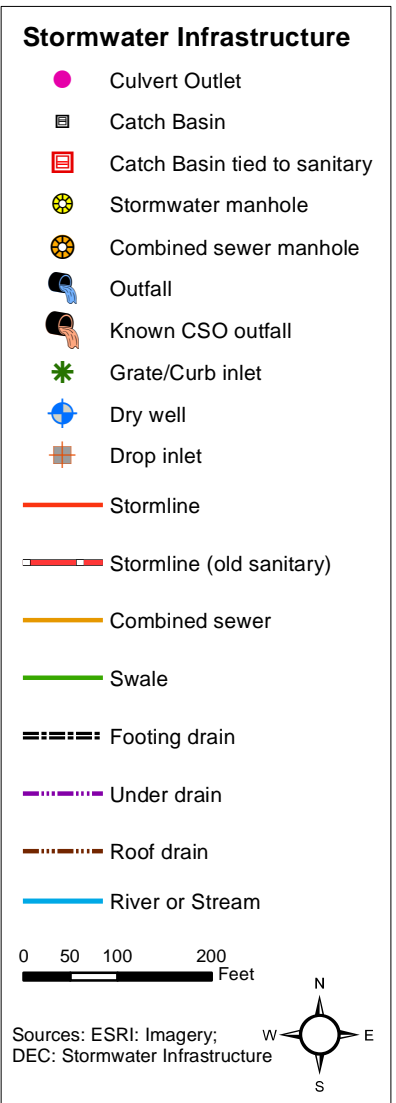 Stormwater Infrastructure
Culvert Outlet
Catch Basin
Catch Basin tied to sanitary
Stormwater manhole
Combined sewer manhole
Outfall
Known CSO outfall
Grate/Curb inlet
Dry well
Drop inlet
Stormline
Stormline (old sanitary)
Combined sewer
Swale
Footing drain
Under drain
Roof drain
River or Stream
0 50 100 200
Feet
N
Sources: ESRI: Imagery; W E
DEC: Stormwater Infrastructure
S